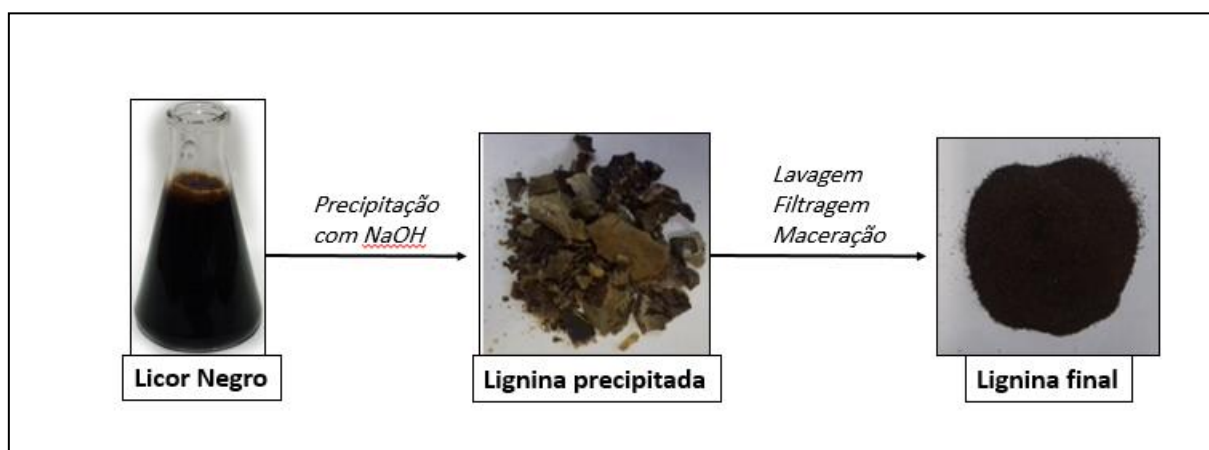 Precipitação
com NaOH
Lavagem
Filtragem
Maceração
Licor Negro
Lignina precipitada
Lignina final